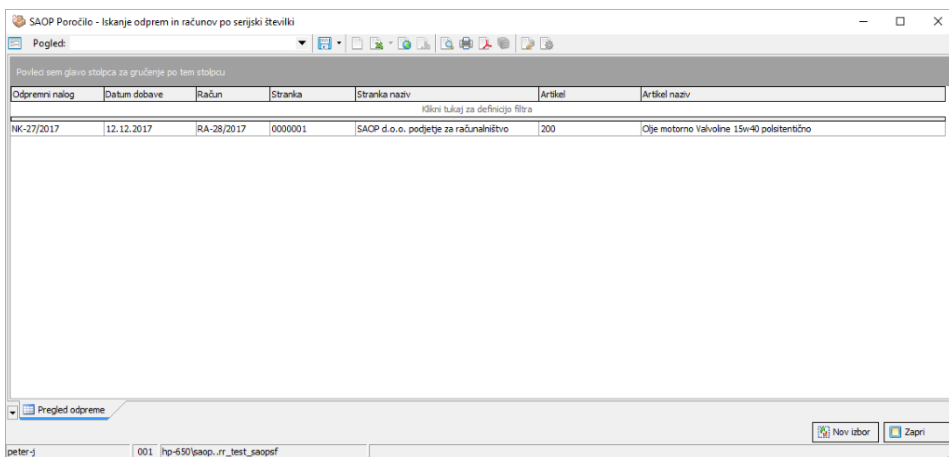 SAOP Poročilo - Iskanje odprem in računov po serijski številki
Pogled:
Povleci sem glavo stolpca za gručenje po tem stolpcu
Odpremni nalog Datum dobave Račun Stranka Stranka naziv Artikel Artikel naziv
Klikni tukaj za definicijo filtra
NK-27/2017 12.12.2017 RA-28/2017 0000001 SAOP d.o.o. podjetje za računalništvo 200 Olje motorno Valvoline 15w40 polsitentično
Pregled odpreme
Nov izbor Zapri
peter-j 001 hp-650\saop..rr_test_saopsf